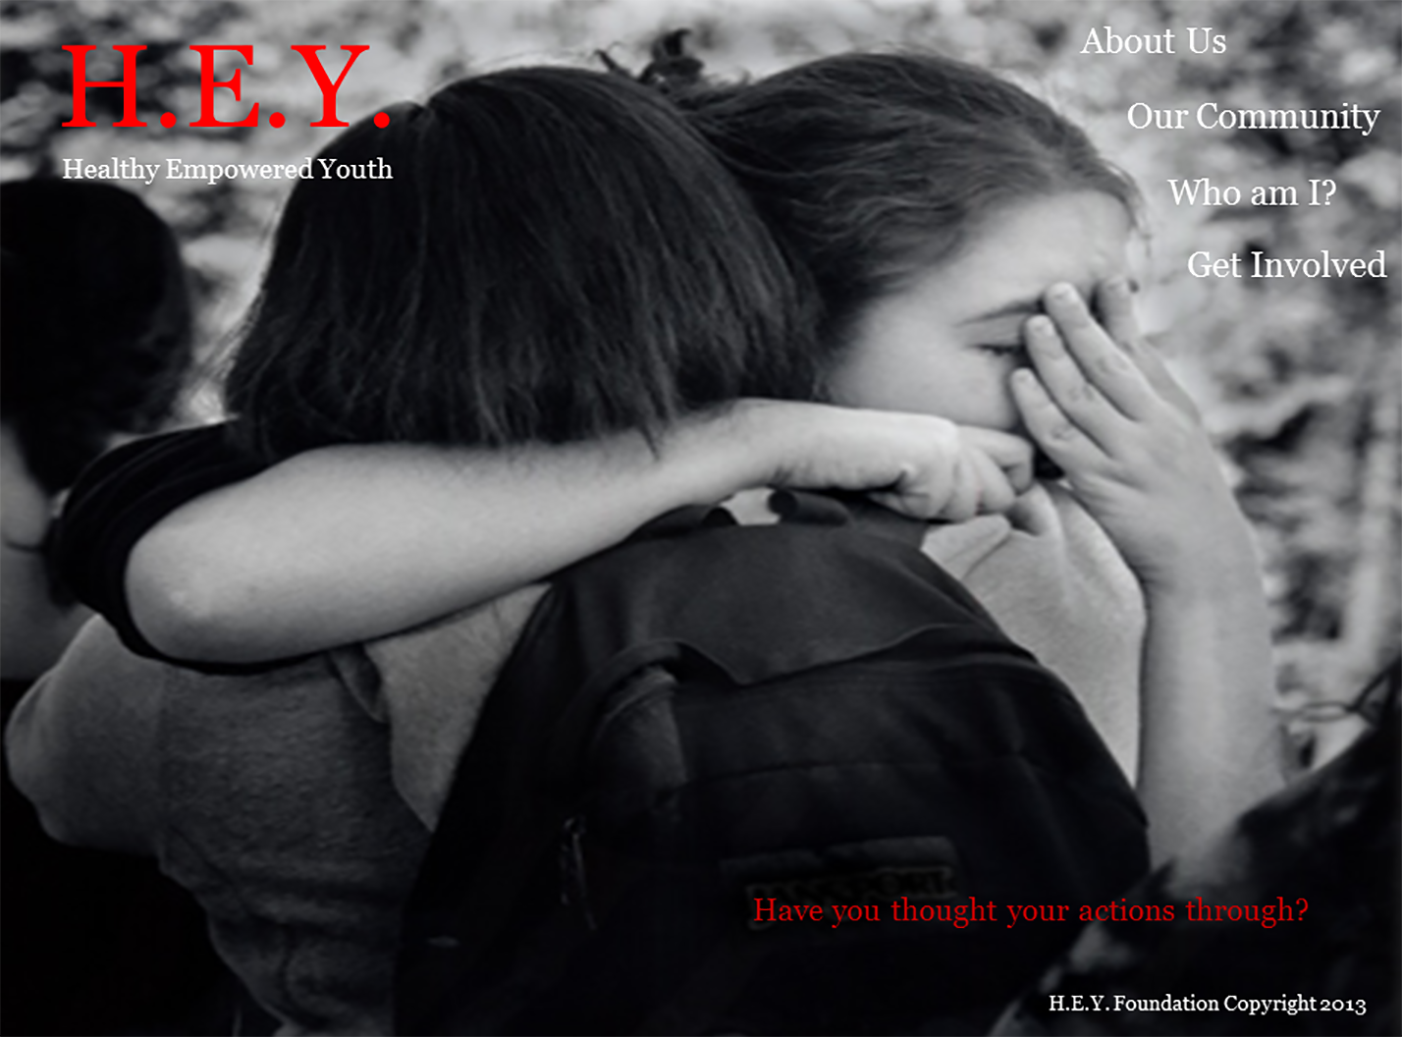 H.E.Y.
Healthy Empowered Youth
About Us
Our Community
Who am I?
Get Involved
Have you thought your actions through?
H.E.Y. Foundation Copyright 2013